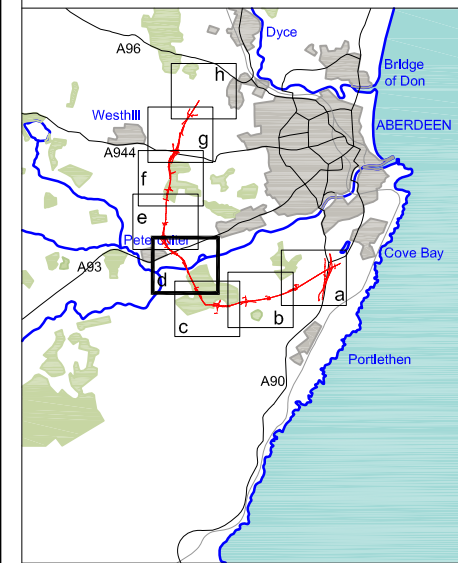 Dyce
A96
Bridge
of Don
h
Westhill
ABERDEEN
g
A944
f
e
Peterculter
Cove Bay
A93
d
a
b
c
Portlethen
A90